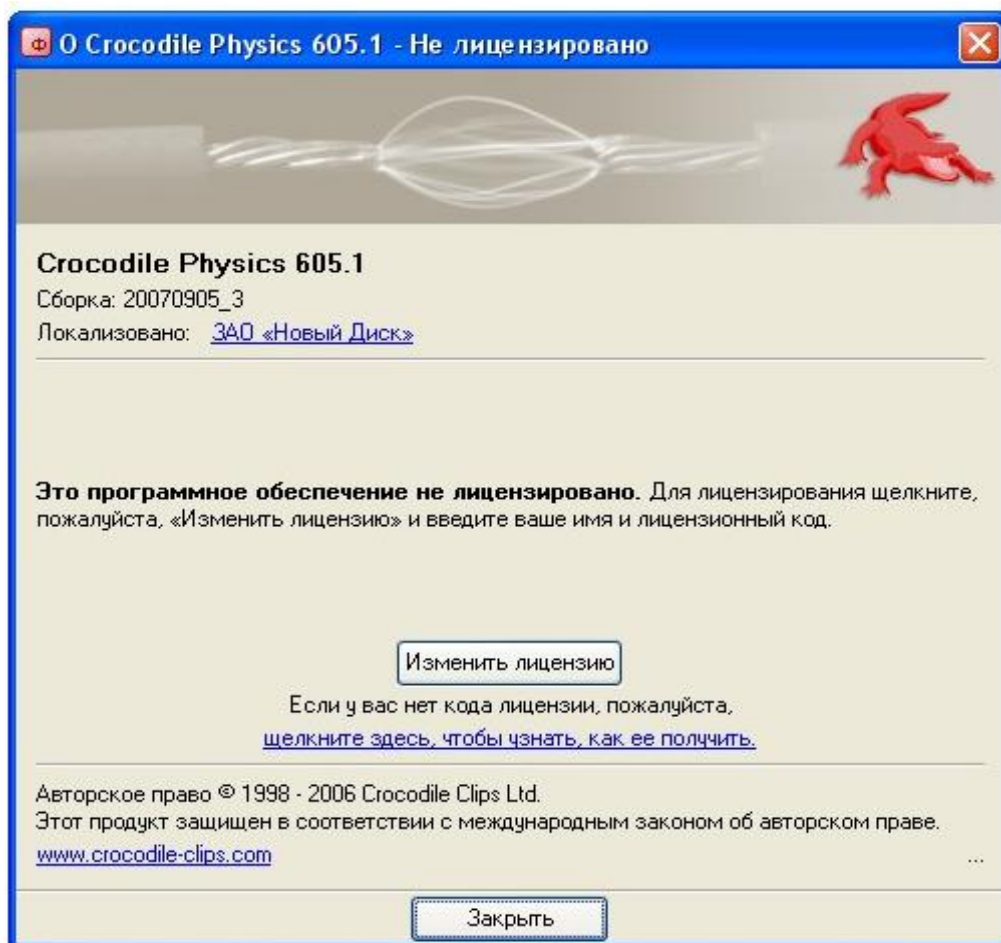 Ф О Crocodile Physics 605.1 - Не лицензировано
Crocodile Physics 605.1
Сборка: 20070905_3
Локализовано: ЗАО «Новый Диск»
Это программное обеспечение не лицензировано. Для лицензирования щелкните,
пожалуйста, «Изменить лицензию» и введите ваше имя и лицензионный код.
Изменить лицензию
Если у вас нет кода лицензии, пожалуйста,
щелкните здесь, чтобы узнать, как ее получить.
Авторское право © 1998 - 2006 Crocodile Clips Ltd.
Этот продукт защищен в соответствии с международным законом об авторском праве.
www.crocodile-clips.com ...
Закрыть